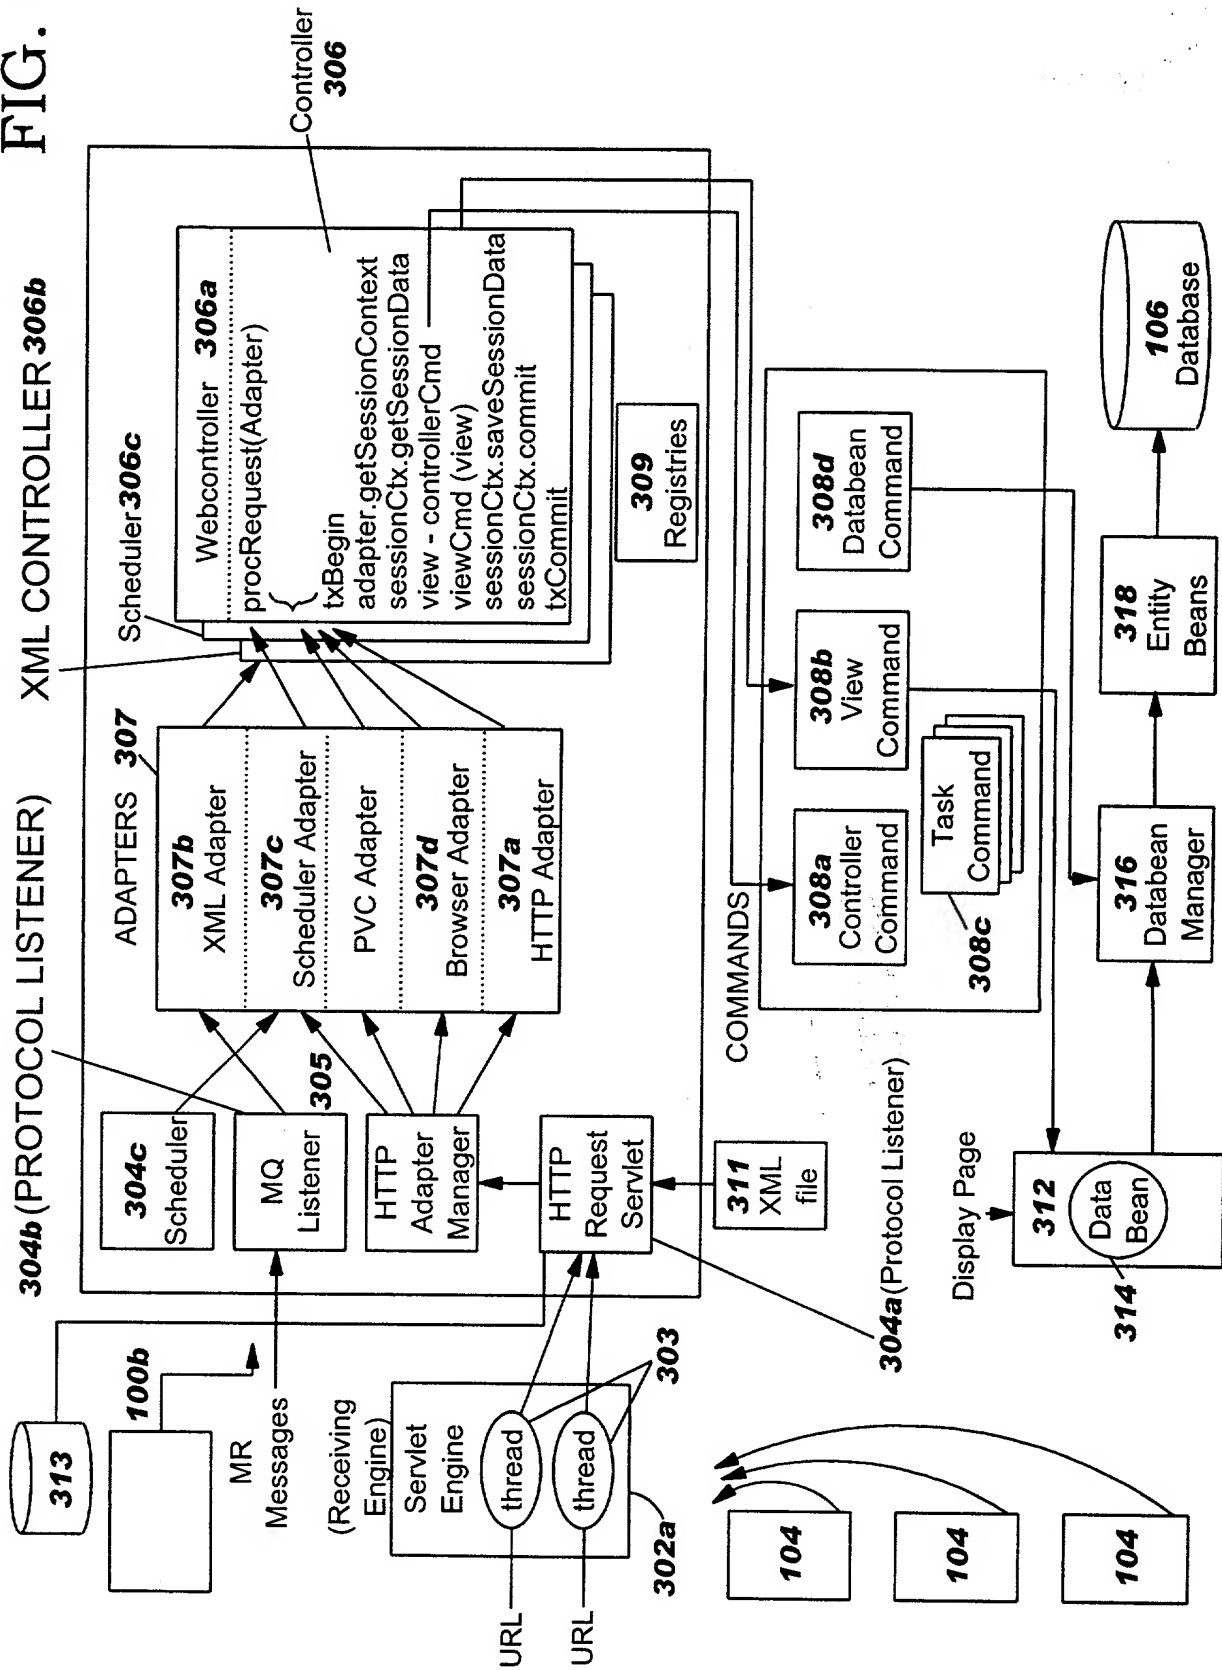 FIG.
304b (PROTOCOL LISTENER)
XML CONTROLLER 306b
313
100b
MR
Messages
(Receiving
Engine)
Servlet
Engine
thread
thread
URL
URL
302a
303
304c
Scheduler
MQ
Listener
305
HTTP
Adapter
Manager
HTTP
Request
Servlet
311
XML
file
304a (Protocol Listener)
ADAPTERS 307
307b
XML Adapter
307c
Scheduler Adapter
PVC Adapter
307d
Browser Adapter
307a
HTTP Adapter
Scheduler 306c
Webcontroller 306a
procRequest(Adapter)
{
txBegin
adapter.getSessionContext
sessionCtx.getSessionData
view - controllerCmd
viewCmd (view)
sessionCtx.saveSessionData
sessionCtx.commit
txCommit
Controller
306
309
Registries
COMMANDS
308a
Controller
Command
308b
View
Command
308d
Databean
Command
Task
Command
308c
104
104
104
Display Page
312
Data
Bean
314
316
Databean
Manager
318
Entity
Beans
106
Database